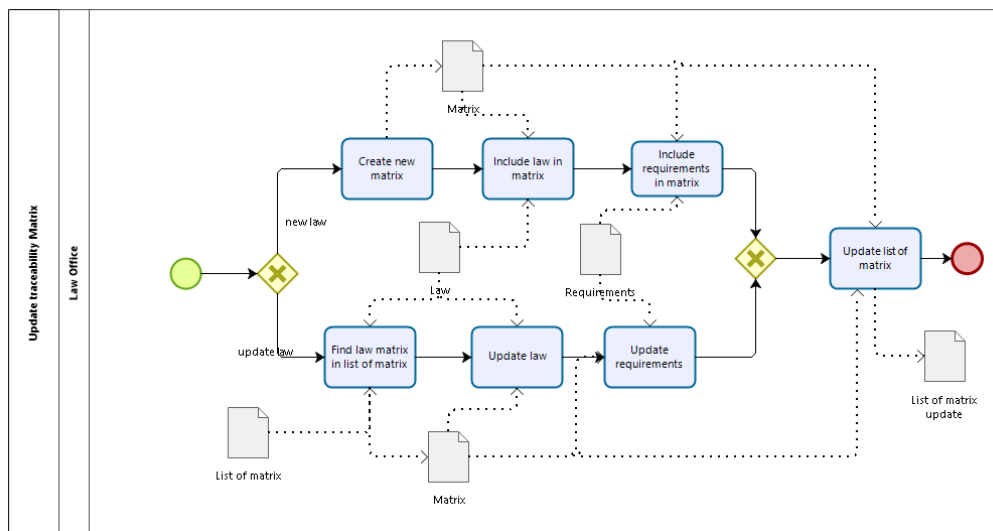 Update traceability Matrix
Law Office
Matrix
Create new
matrix
Include law in
matrix
Include
requirements
in matrix
new law
Law
Requirements
Update list of
matrix
update law
Find law matrix
in list of matrix
Update law
Update
requirements
List of matrix
update
List of matrix
Matrix